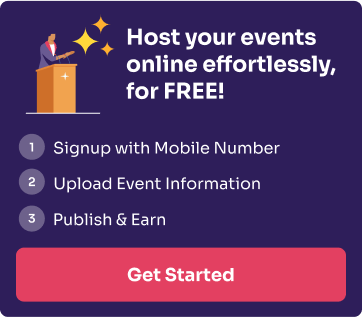 Host your events
online effortlessly,
for FREE!
1 Signup with Mobile Number
2 Upload Event Information
3 Publish & Earn
Get Started